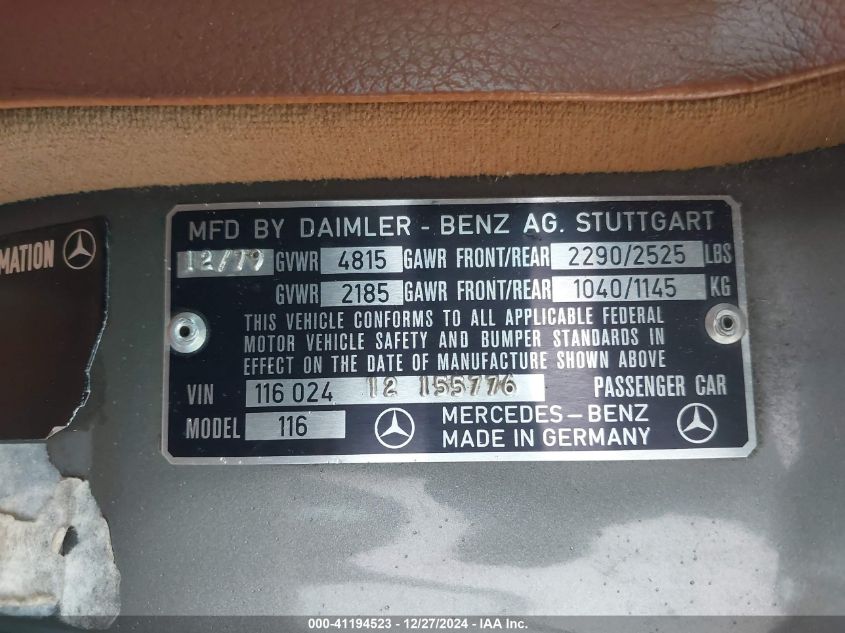 MATION
MFD BY DAIMLER - BENZ AG. STUTTGART
12/79 GVWR 4815 GAWR FRONT/REAR 2290/2525 LBS
GVWR 2185 GAWR FRONT/REAR 1040/1145 KG
THIS VEHICLE CONFORMS TO ALL APPLICABLE FEDERAL
MOTOR VEHICLE SAFETY AND BUMPER STANDARDS IN
EFFECT ON THE DATE OF MANUFACTURE SHOWN ABOVE
VIN 116 024 12 155776 PASSENGER CAR
MODEL 116 MERCEDES-BENZ
MADE IN GERMANY
000-41194523 - 12/27/2024 - IAA Inc.